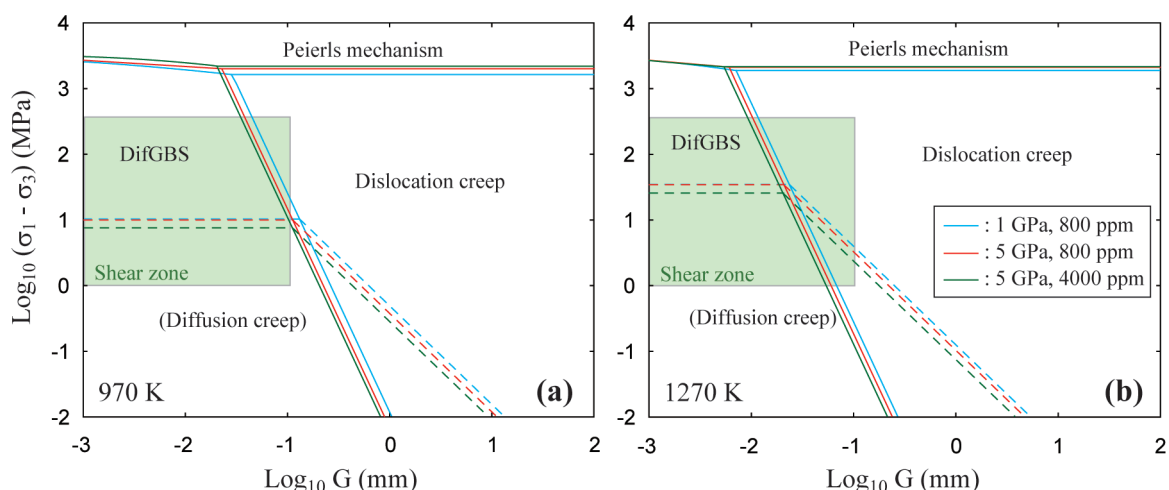 4
3
2
1
0
-1
-2
Log10 (σ1 - σ3) (MPa)
Peierls mechanism
DifGBS
Dislocation creep
Shear zone
(Diffusion creep)
970 K
(a)
-3 -2 -1 0 1 2
Log10 G (mm)
4
3
2
1
0
-1
-2
Peierls mechanism
DifGBS
Dislocation creep
: 1 GPa, 800 ppm
: 5 GPa, 800 ppm
: 5 GPa, 4000 ppm
Shear zone
(Diffusion creep)
1270 K
(b)
-3 -2 -1 0 1 2
Log10 G (mm)